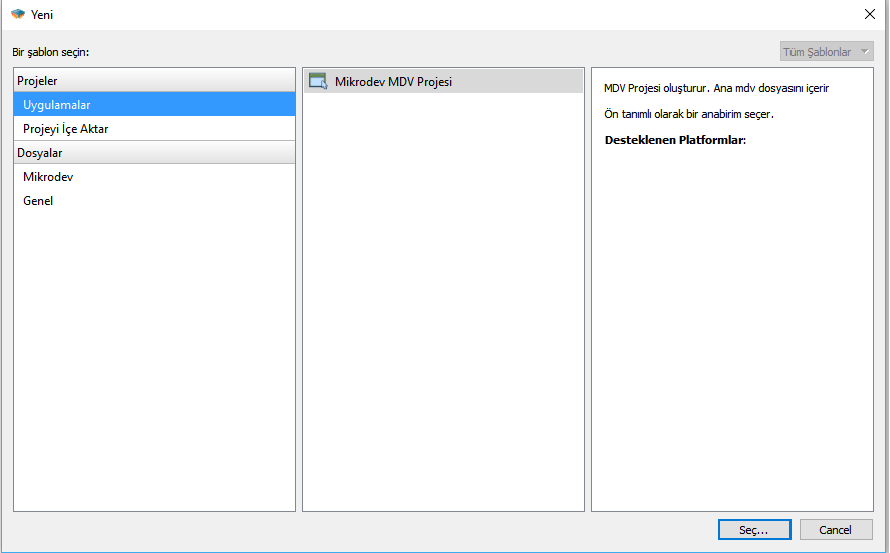 Yeni
Bir şablon seçin:
Tüm Şablonlar
Projeler
Uygulamalar
Projeyi İçe Aktar
Dosyalar
Mikrodev
Genel
Mikrodev MDV Projesi
MDV Projesi oluşturur. Ana mdv dosyasını içerir
Ön tanımlı olarak bir anabirim seçer.
Desteklenen Platformlar:
Seç...
Cancel